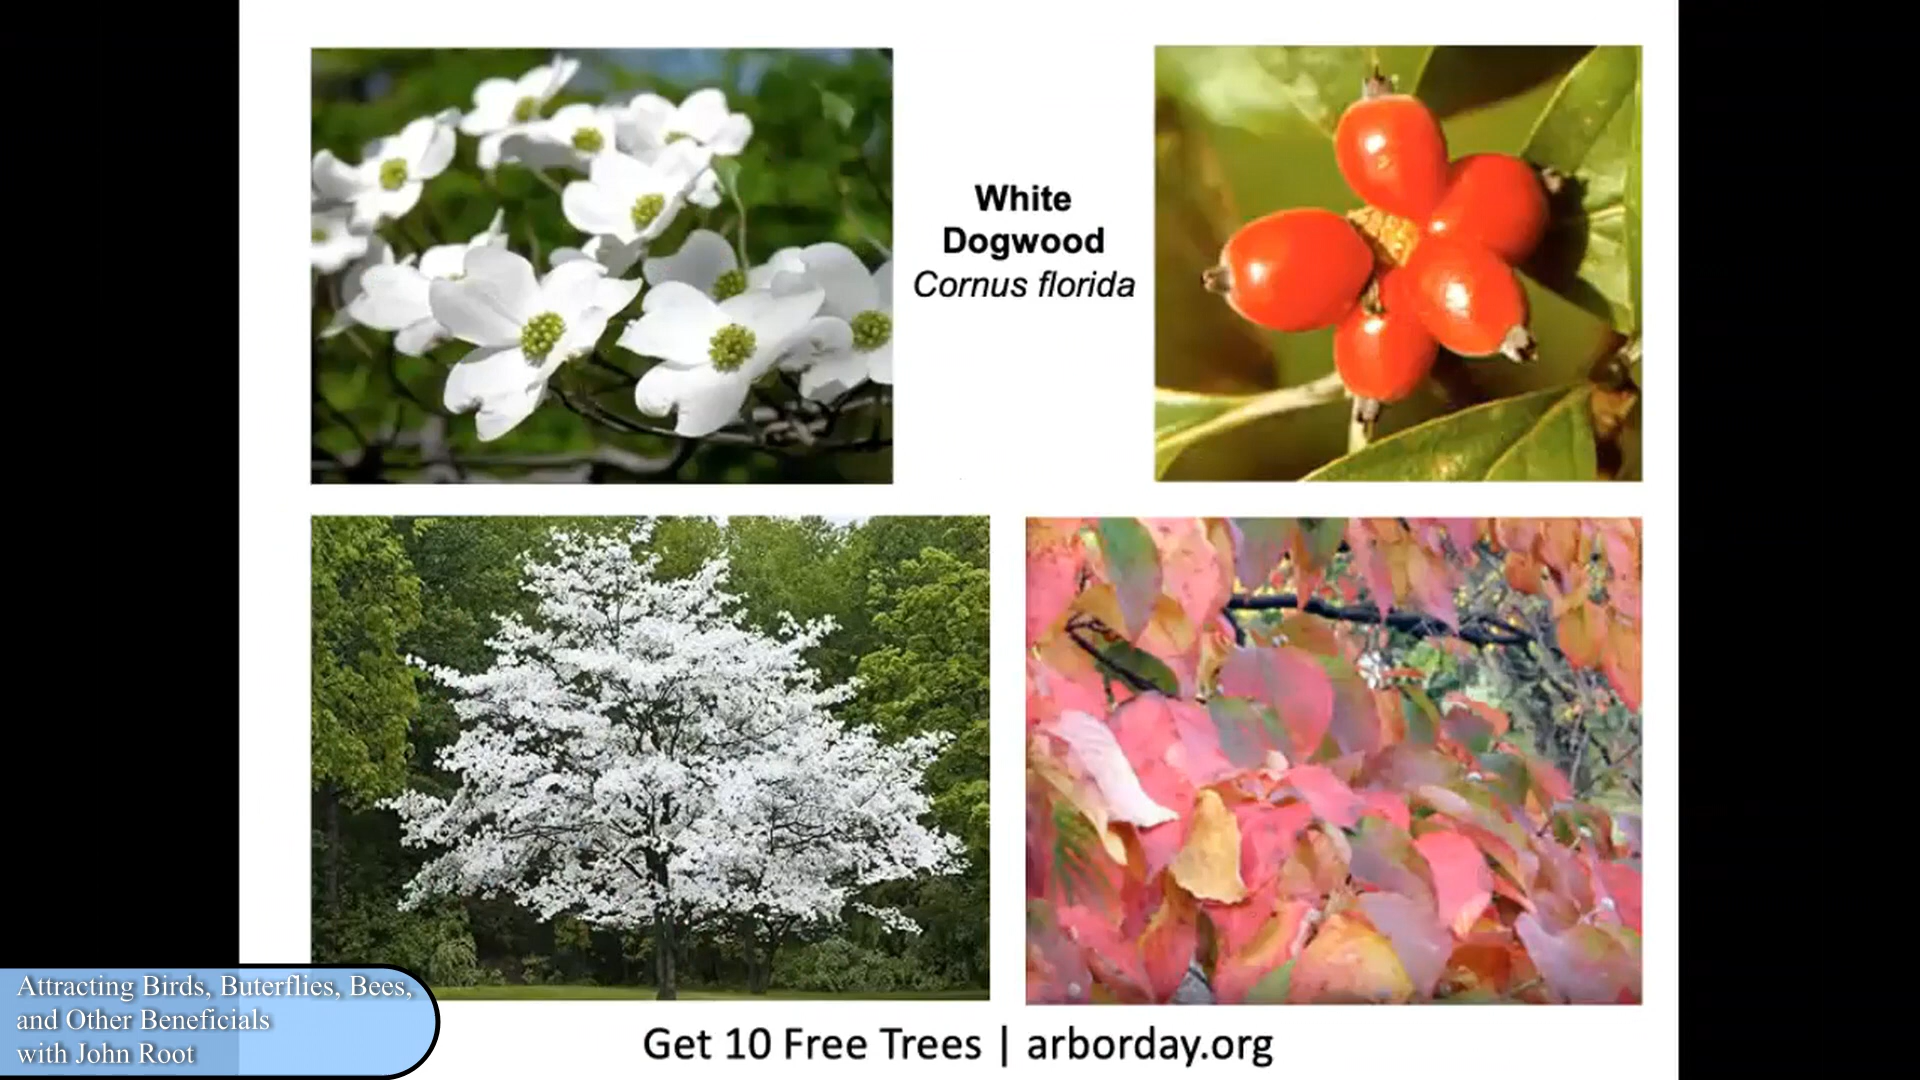 White
Dogwood
Cornus florida
Get 10 Free Trees | arborday.org
Attracting Birds, Buterflies, Bees,
and Other Beneficials
with John Root